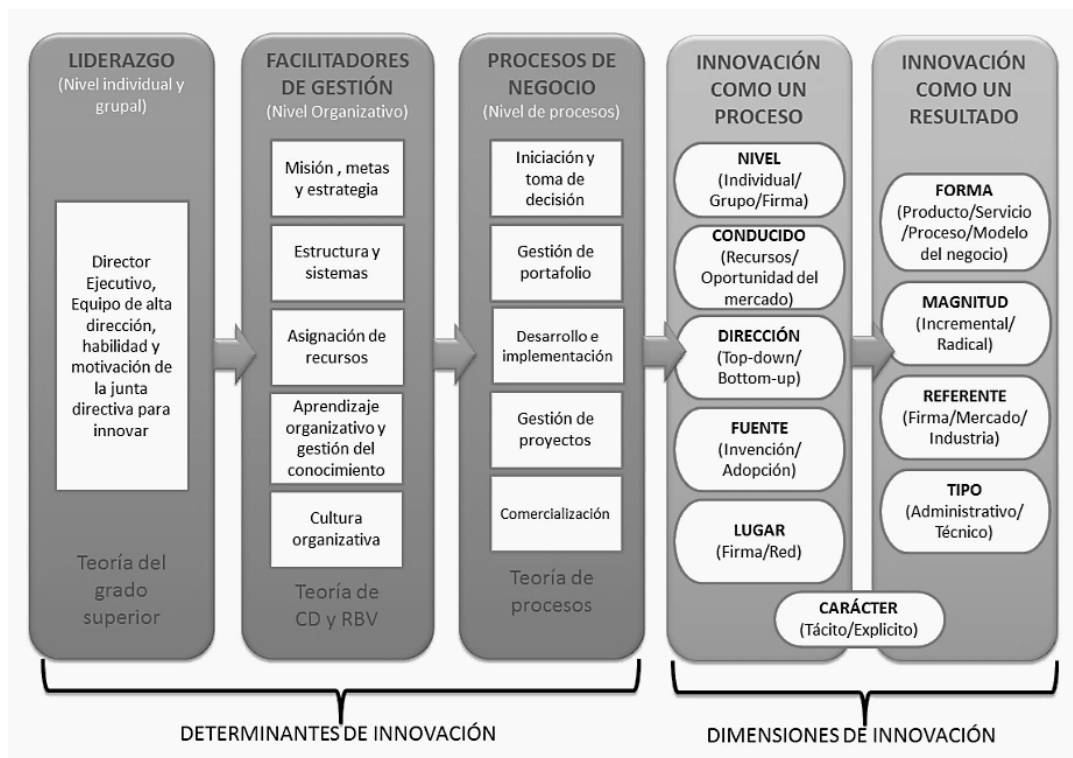 LIDERAZGO
(Nivel individual y
grupal)
Director
Ejecutivo,
Equipo de alta
dirección,
habilidad y
motivación de
la junta
directiva para
innovar
Teoría del
grado
superior
FACILITADORES
DE GESTIÓN
(Nivel Organizativo)
Misión , metas
y estrategia
Estructura y
sistemas
Asignación de
recursos
Aprendizaje
organizativo y
gestión del
conocimiento
Cultura
organizativa
Teoría de
CD y RBV
PROCESOS DE
NEGOCIO
(Nivel de procesos)
Iniciación y
toma de
decisión
Gestión de
portafolio
Desarrollo e
implementación
Gestión de
proyectos
Comercialización
Teoría de
procesos
INNOVACIÓN
COMO UN
PROCESO
NIVEL
(Individual/
Grupo/Firma)
CONDUCIDO
(Recursos/
Oportunidad del
mercado)
DIRECCIÓN
(Top-down/
Bottom-up)
FUENTE
(Invención/
Adopción)
LUGAR
(Firma/Red)
INNOVACIÓN
COMO UN
RESULTADO
FORMA
(Producto/Servicio
/Proceso/Modelo
del negocio)
MAGNITUD
(Incremental/
Radical)
REFERENTE
(Firma/Mercado/
Industria)
TIPO
(Administrativo/
Técnico)
CARÁCTER
(Tácito/Explicito)
DETERMINANTES DE INNOVACIÓN
DIMENSIONES DE INNOVACIÓN